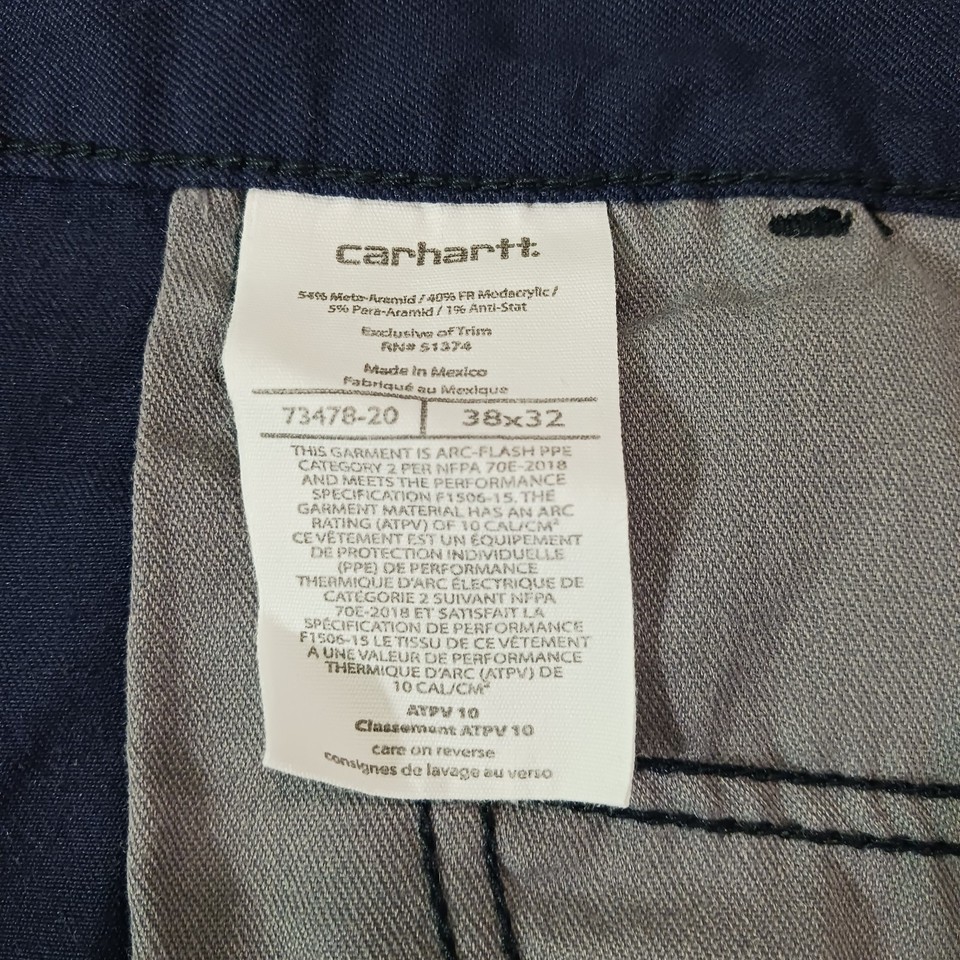 carhartt.
54% Meta-Aramid / 40% FR Modacrylic /
5% Para-Aramid / 1% Anti-Stat
Exclusive of Trim
RN# 51374
Made in Mexico
Fabriqué au Mexique
73478-20 38x32
THIS GARMENT IS ARC-FLASH PPE
CATEGORY 2 PER NFPA 70E-2018
AND MEETS THE PERFORMANCE
SPECIFICATION F1506-15. THE
GARMENT MATERIAL HAS AN ARC
RATING (ATPV) OF 10 CAL/CM²
CE VÊTEMENT EST UN ÉQUIPEMENT
DE PROTECTION INDIVIDUELLE
(PPE) DE PERFORMANCE
THERMIQUE D'ARC ÉLECTRIQUE DE
CATÉGORIE 2 SUIVANT NFPA
70E-2018 ET SATISFAIT LA
SPÉCIFICATION DE PERFORMANCE
F1506-15 LE TISSU DE CE VÊTEMENT
A UNE VALEUR DE PERFORMANCE
THERMIQUE D'ARC (ATPV) DE
10 CAL/CM²
ATPV 10
Classement ATPV 10
care on reverse
consignes de lavage au verso